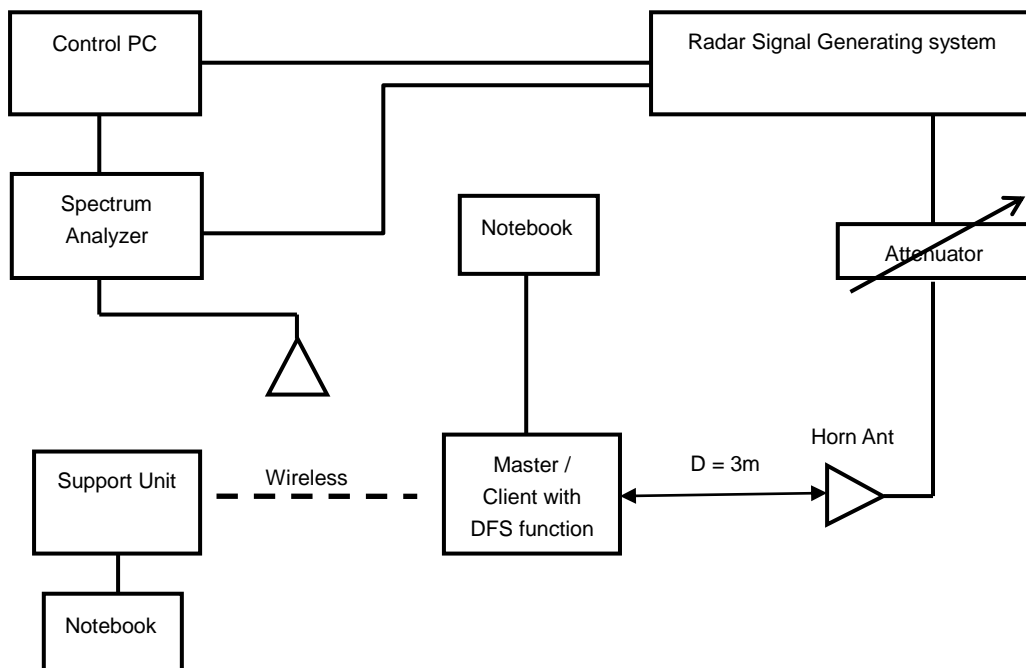 Control PC
Radar Signal Generating system
Spectrum
Analyzer
Notebook
Attenuator
Horn Ant
Support Unit
Wireless
Master /
Client with
DFS function
D = 3m
Notebook